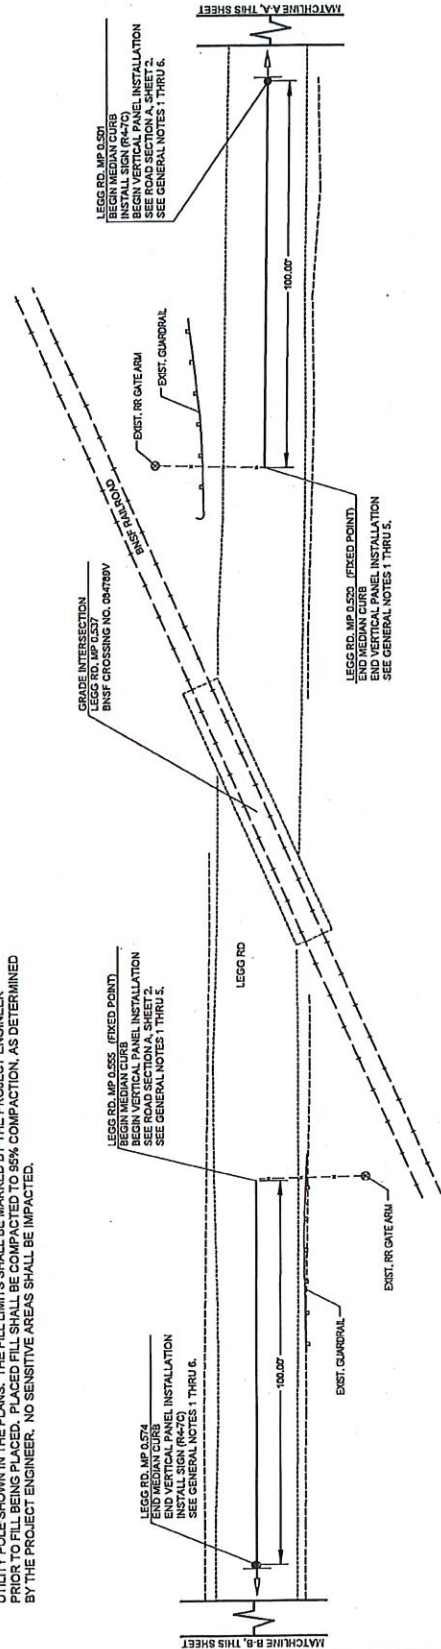 UTILITY POLE SHOWN IN THE PLANS. THE FILL LIMITS SHALL BE MARKED BY THE PROJECT ENGINEER
PRIOR TO FILL BEING PLACED. PLACED FILL SHALL BE COMPACTED TO 95% COMPACTION, AS DETERMINED
BY THE PROJECT ENGINEER. NO SENSITIVE AREAS SHALL BE IMPACTED.
MATCHLINE B-B, THIS SHEET
LEGG RD. MP 0.574
END MEDIAN CURB
END VERTICAL PANEL INSTALLATION
INSTALL SIGN (R4-7C)
SEE GENERAL NOTES 1 THRU 6.
100.00'
EXIST. GUARDRAIL
EXIST. RR GATE ARM
LEGG RD. MP 0.555 (FIXED POINT)
BEGIN MEDIAN CURB
BEGIN VERTICAL PANEL INSTALLATION
SEE ROAD SECTION A, SHEET 2.
SEE GENERAL NOTES 1 THRU 5.
LEGG RD
GRADE INTERSECTION
LEGG RD. MP 0.537
BNSF CROSSING NO. 084789V
BNSF RAILROAD
LEGG RD. MP 0.520 (FIXED POINT)
END MEDIAN CURB
END VERTICAL PANEL INSTALLATION
SEE GENERAL NOTES 1 THRU 5.
EXIST. RR GATE ARM
EXIST. GUARDRAIL
100.00'
LEGG RD. MP 0.501
BEGIN MEDIAN CURB
INSTALL SIGN (R4-7C)
BEGIN VERTICAL PANEL INSTALLATION
SEE ROAD SECTION A, SHEET 2.
SEE GENERAL NOTES 1 THRU 6.
MATCHLINE A-A, THIS SHEET